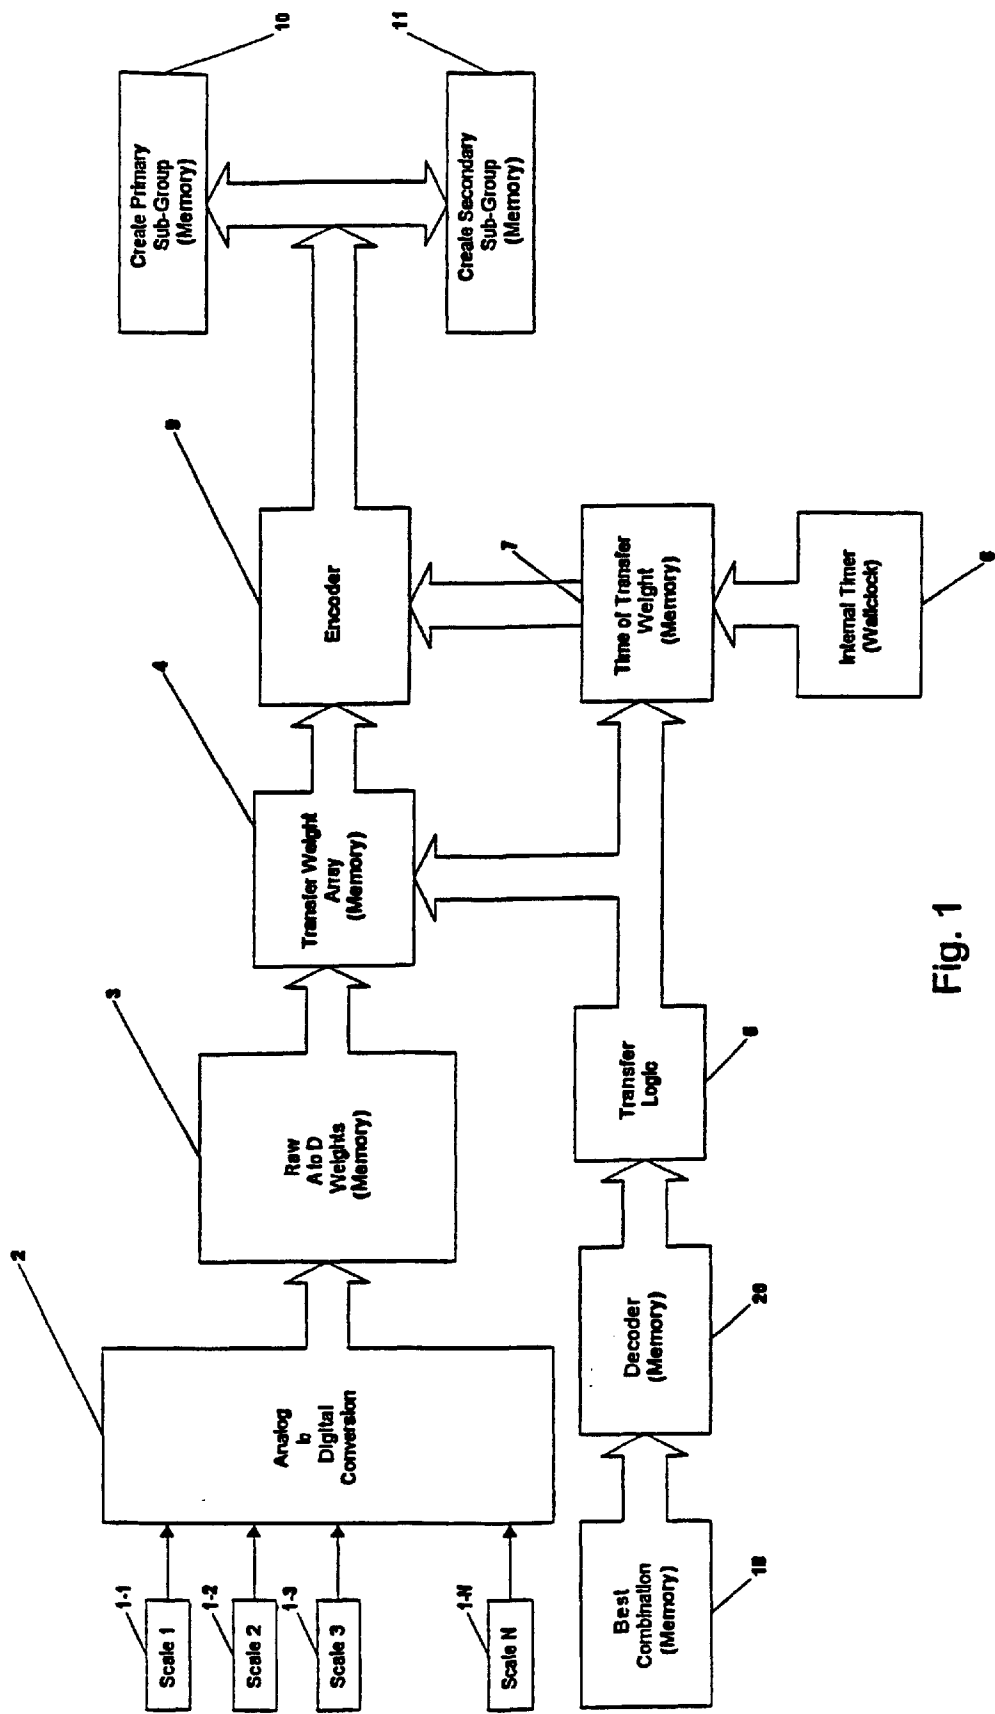 10
11
Create Primary
Sub-Group
(Memory)
Create Secondary
Sub-Group
(Memory)
9
Encoder
7
Time of Transfer
Weight
(Memory)
Internal Timer
(Wallclock)
4
Transfer Weight
Array
(Memory)
3
Raw
A to D
Weights
(Memory)
Transfer
Logic
2
Analog
to
Digital
Conversion
Decoder
(Memory)
1-1
Scale 1
1-2
Scale 2
1-3
Scale 3
1-N
Scale N
Best
Combination
(Memory)
Fig. 1